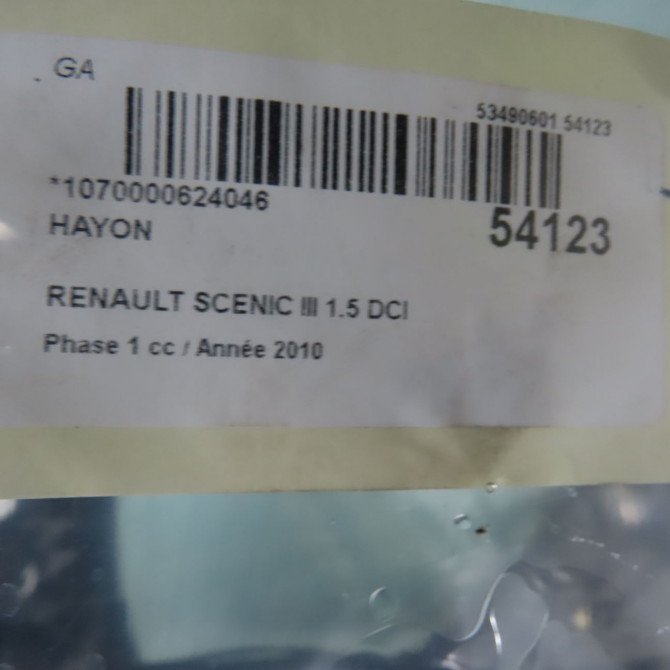 GA
53490601 54123
*1070000624046
54123
HAYON
RENAULT SCENIC III 1.5 DCI
Phase 1 cc / Année 2010